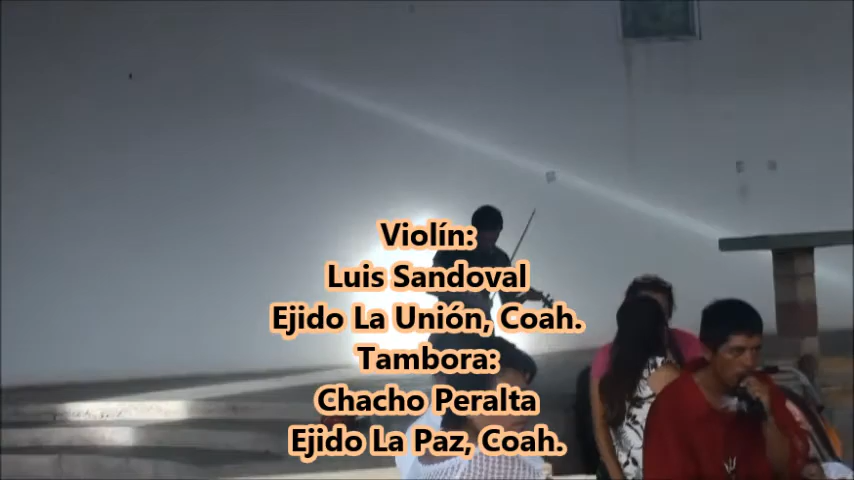 Violín:
Luis Sandoval
Ejido La Unión, Coah.
Tambora:
Chacho Peralta
Ejido La Paz, Coah.